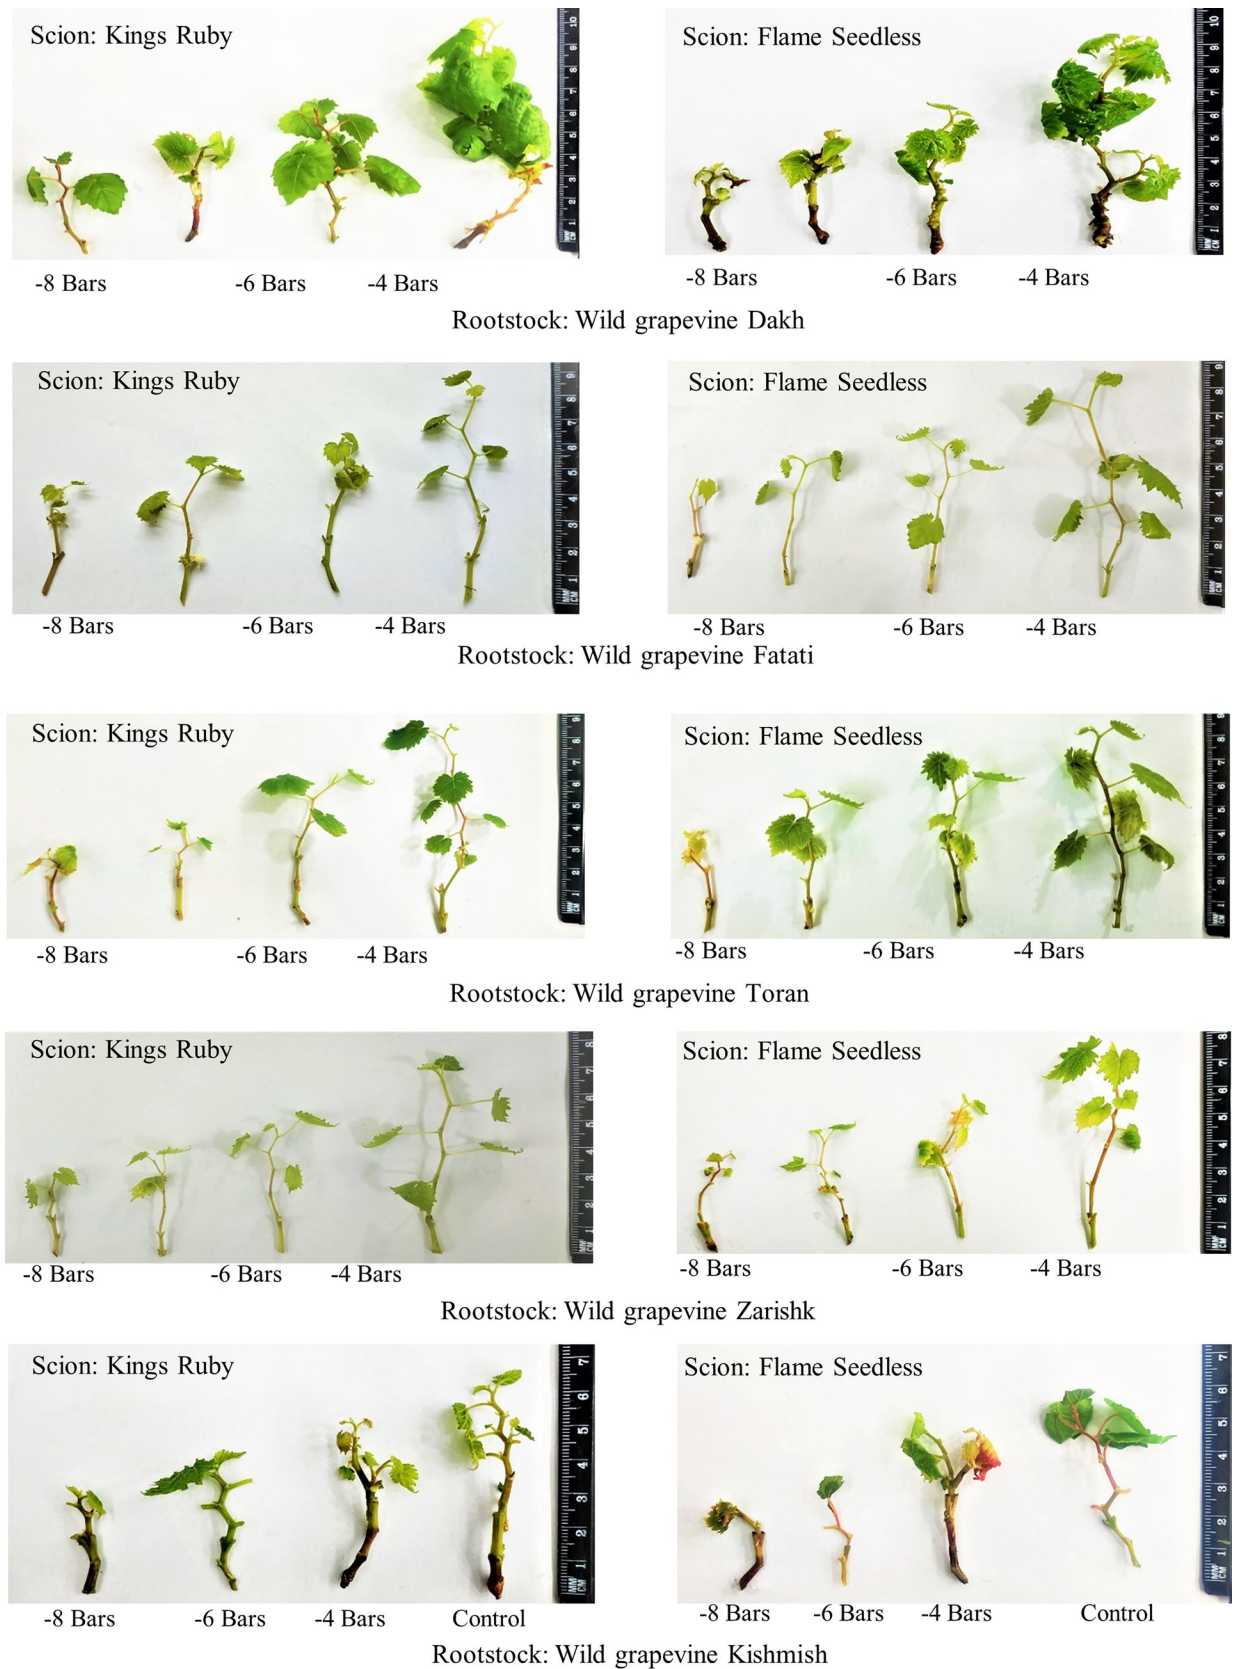 Scion: Kings Ruby
Scion: Flame Seedless
-8 Bars -6 Bars -4 Bars
-8 Bars -6 Bars -4 Bars
Rootstock: Wild grapevine Dakh
Scion: Kings Ruby
Scion: Flame Seedless
-8 Bars -6 Bars -4 Bars
-8 Bars -6 Bars -4 Bars
Rootstock: Wild grapevine Fatati
Scion: Kings Ruby
Scion: Flame Seedless
-8 Bars -6 Bars -4 Bars
-8 Bars -6 Bars -4 Bars
Rootstock: Wild grapevine Toran
Scion: Kings Ruby
Scion: Flame Seedless
-8 Bars -6 Bars -4 Bars
-8 Bars -6 Bars -4 Bars
Rootstock: Wild grapevine Zarishk
Scion: Kings Ruby
Scion: Flame Seedless
-8 Bars -6 Bars -4 Bars Control
-8 Bars -6 Bars -4 Bars Control
Rootstock: Wild grapevine Kishmish